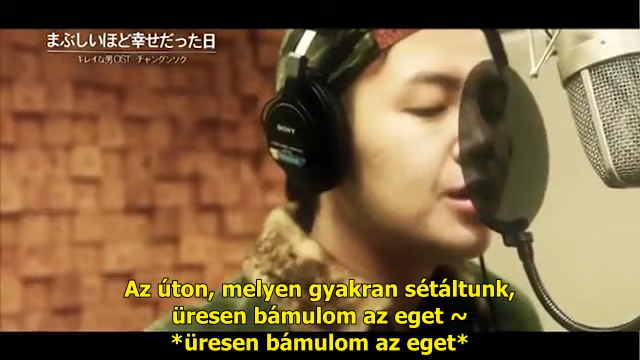 まぶしいほど幸せだった日
キレイな男OST チャングンソク
SONY
Az úton, melyen gyakran sétáltunk,
üresen bámulom az eget ~
*üresen bámulom az eget*